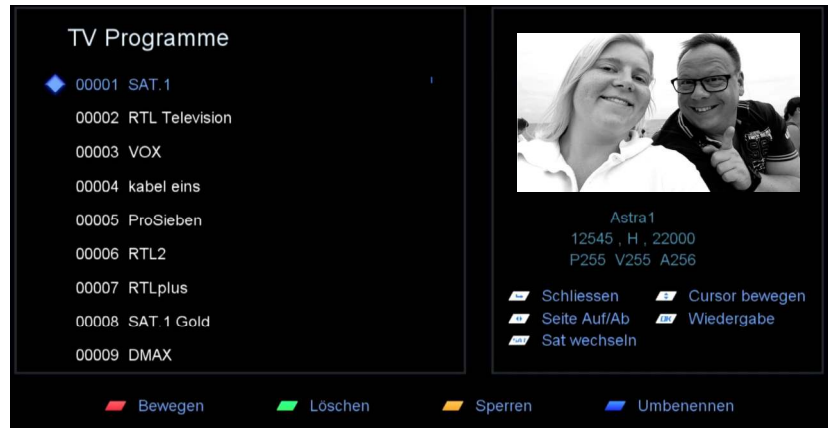 TV Programme
00001 SAT.1
00002 RTL Television
00003 VOX
00004 kabel eins
00005 ProSieben
00006 RTL2
00007 RTLplus
00008 SAT.1 Gold
00009 DMAX
Astra1
12545 , H , 22000
P255 V255 A256
Schliessen
Cursor bewegen
Seite Auf/Ab
OK Wiedergabe
SAT Sat wechseln
Bewegen
Löschen
Sperren
Umbenennen